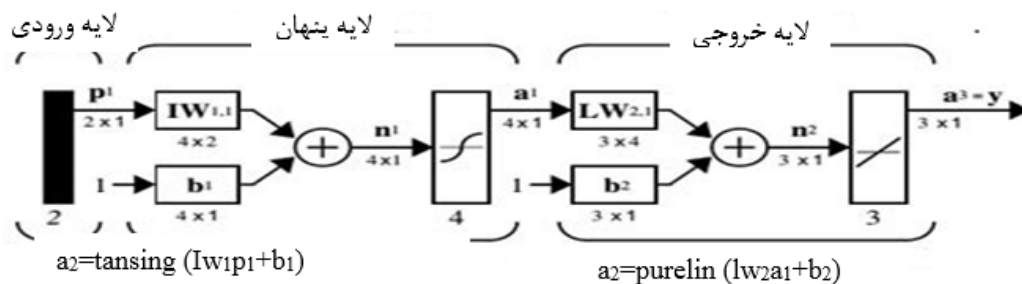 لایه ورودی لایه پنهان لایه خروجی
p¹ IW₁,₁ a¹ LW₂,₁ a³ = y
2 x 1 4 x 2 n¹ 4 x 1 3 x 4 n² 3 x 1
4 x 1 3 x 1
1 b¹ 1 b²
2 4 x 1 4 3 x 1 3
a₂=tansing (Iw₁p₁+b₁) a₂=purelin (lw₂a₁+b₂)